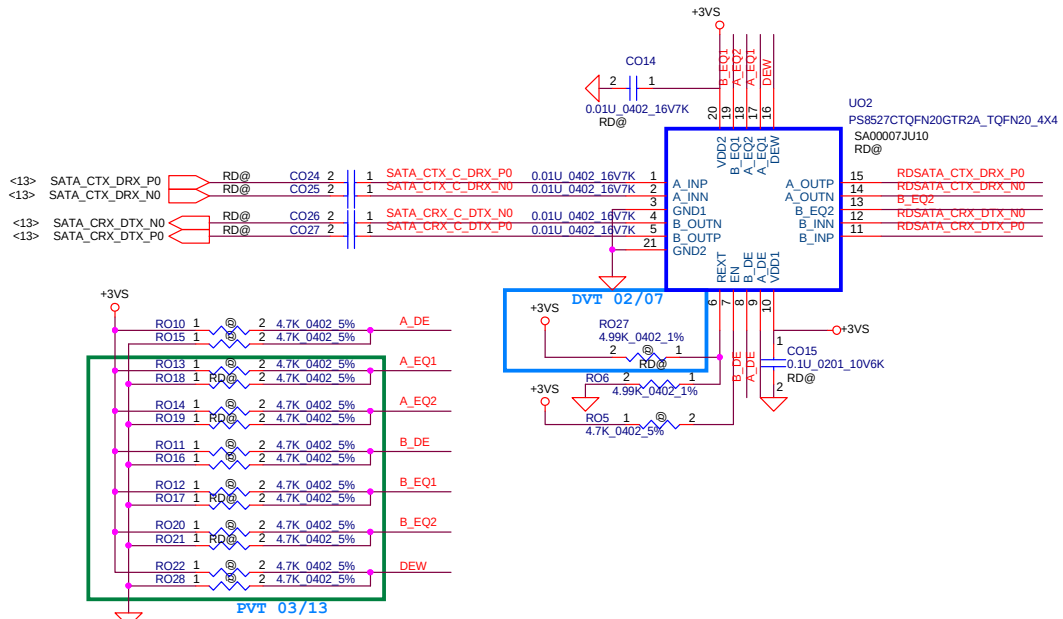 +3VS
CO14
2 1
0.01U_0402_16V7K
RD@
B_EQ1
A_EQ2
A_EQ1
DEW
20
19
18
17
16
UO2
PS8527CTQFN20GTR2A_TQFN20_4X4
SA00007JU10
RD@
VDD2
B_EQ1
A_EQ2
A_EQ1
A_DEW
<13> SATA_CTX_DRX_P0 RD@ CO24 2 1 SATA_CTX_C_DRX_P0 0.01U_0402_16V7K 1 A_INP A_OUTP 15 RDSATA_CTX_DRX_P0
<13> SATA_CTX_DRX_N0 RD@ CO25 2 1 SATA_CTX_C_DRX_N0 0.01U_0402_16V7K 2 A_INN A_OUTN 14 RDSATA_CTX_DRX_N0
3 GND1 B_EQ2 13 B_EQ2
<13> SATA_CRX_DTX_N0 RD@ CO26 2 1 SATA_CRX_C_DTX_N0 0.01U_0402_16V7K 4 B_OUTN B_INN 12 RDSATA_CRX_DTX_N0
<13> SATA_CRX_DTX_P0 RD@ CO27 2 1 SATA_CRX_C_DTX_P0 0.01U_0402_16V7K 5 B_OUTP B_INP 11 RDSATA_CRX_DTX_P0
21 GND2
REXT
EN
B_DE
A_DE
VDD1
6
7
8
9
10
B_DE
A_DE
DVT 02/07
+3VS
RO27
4.99K_0402_1%
2 @ 1
RD@
RO6 2 1
4.99K_0402_1%
+3VS
RO5 1 @ 2
4.7K_0402_5%
+3VS
1
CO15
0.1U_0201_10V6K
RD@
2
+3VS
RO10 1 @ 2 4.7K_0402_5% A_DE
RO15 1 2 4.7K_0402_5%
RO13 1 @ 2 4.7K_0402_5% A_EQ1
RO18 1 RD@ 2 4.7K_0402_5%
RO14 1 @ 2 4.7K_0402_5% A_EQ2
RO19 1 RD@ 2 4.7K_0402_5%
RO11 1 @ 2 4.7K_0402_5% B_DE
RO16 1 @ 2 4.7K_0402_5%
RO12 1 @ 2 4.7K_0402_5% B_EQ1
RO17 1 RD@ 2 4.7K_0402_5%
RO20 1 @ 2 4.7K_0402_5% B_EQ2
RO21 1 RD@ 2 4.7K_0402_5%
RO22 1 @ 2 4.7K_0402_5% DEW
RO28 1 @ 2 4.7K_0402_5%
PVT 03/13